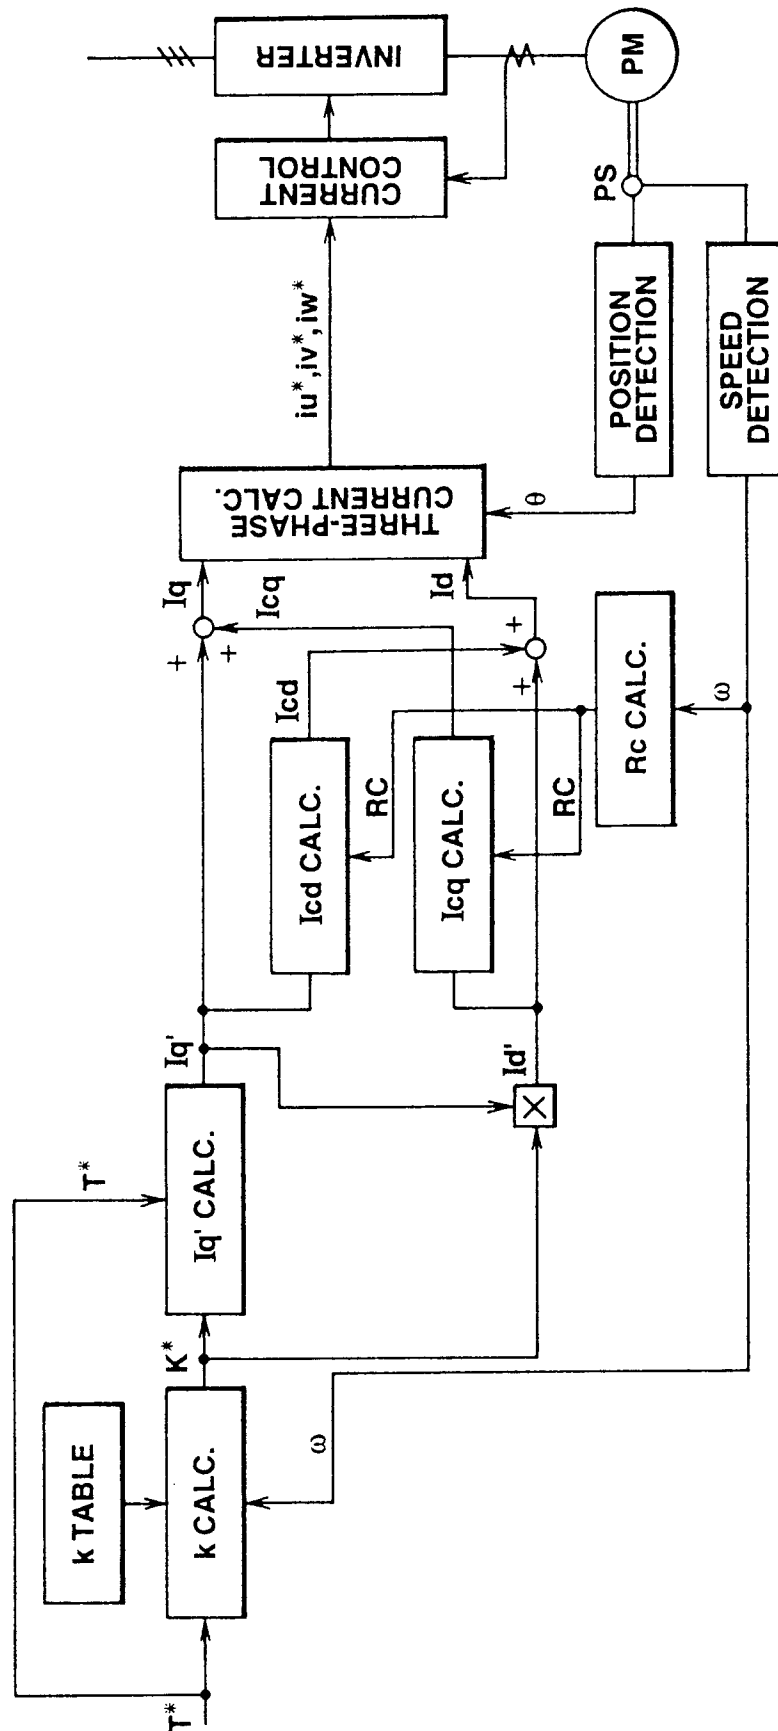 T*
T*
k TABLE
k CALC.
ω
K*
Iq' CALC.
Iq'
Id'
×
Icd CALC.
Icq CALC.
RC
RC
Rc CALC.
ω
Icd
Icq
+
+
+
+
Iq
Id
THREE-PHASE
CURRENT CALC.
θ
iu*,iv*,iw*
POSITION
DETECTION
SPEED
DETECTION
CURRENT
CONTROL
INVERTER
PS
PM